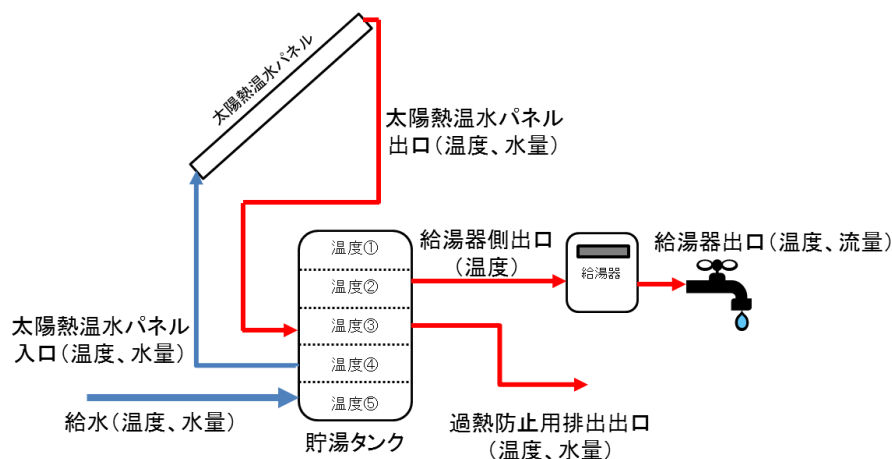 太陽熱温水パネル
太陽熱温水パネル
出口(温度、水量)
温度①
温度②
温度③
温度④
温度⑤
給湯器側出口
(温度)
給湯器
給湯器出口(温度、流量)
太陽熱温水パネル
入口(温度、水量)
給水(温度、水量)
貯湯タンク
過熱防止用排出出口
(温度、水量)